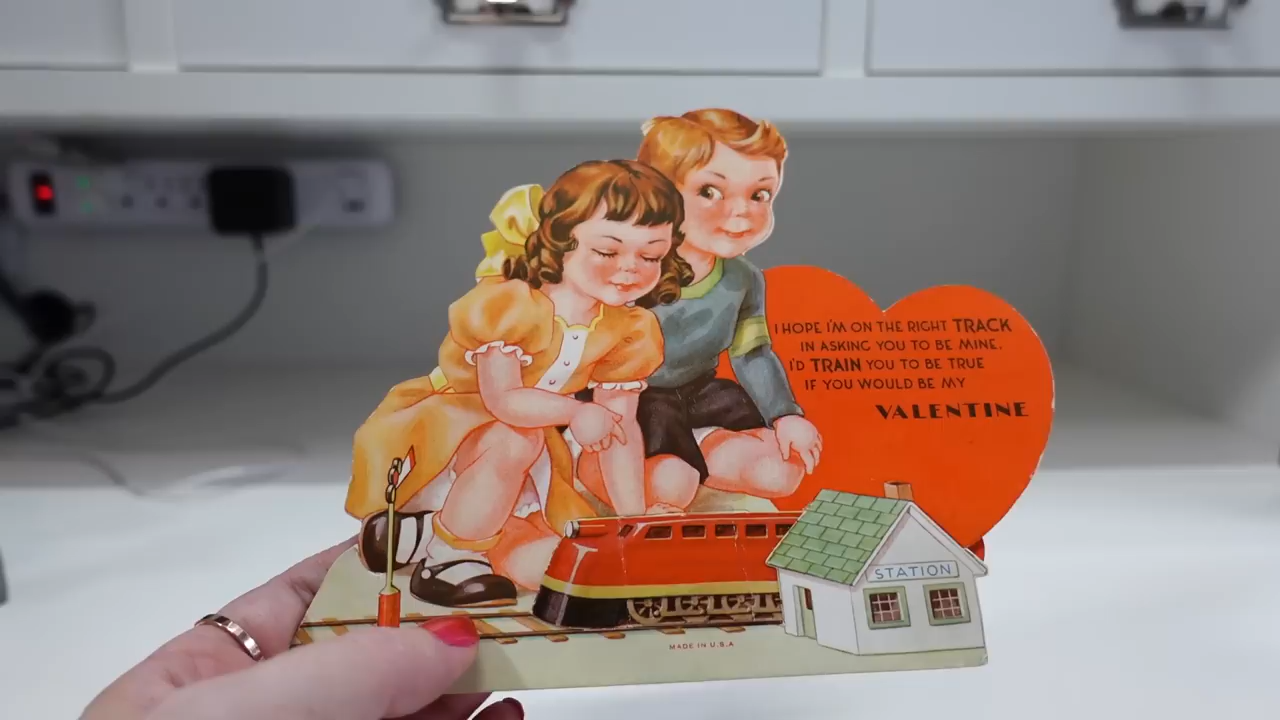 I HOPE I'M ON THE RIGHT TRACK
IN ASKING YOU TO BE MINE.
I'D TRAIN YOU TO BE TRUE
IF YOU WOULD BE MY
VALENTINE
STATION
MADE IN U.S.A